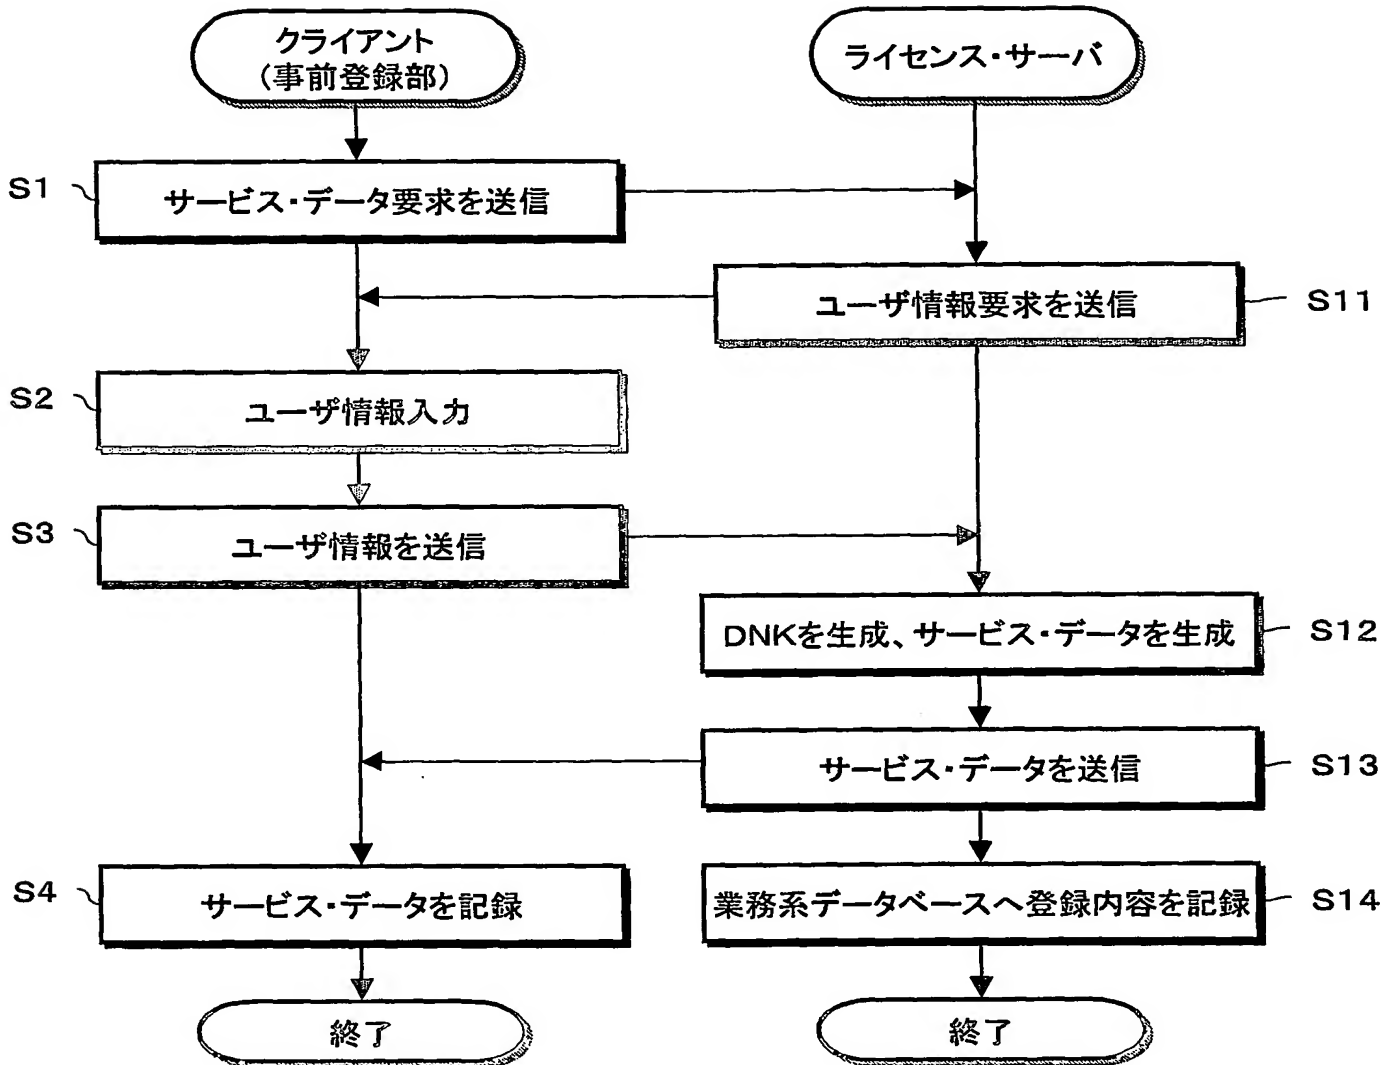 クライアント
(事前登録部)
ライセンス・サーバ
S1
サービス・データ要求を送信
ユーザ情報要求を送信
S11
S2
ユーザ情報入力
S3
ユーザ情報を送信
DNKを生成、サービス・データを生成
S12
サービス・データを送信
S13
S4
サービス・データを記録
業務系データベースへ登録内容を記録
S14
終了
終了